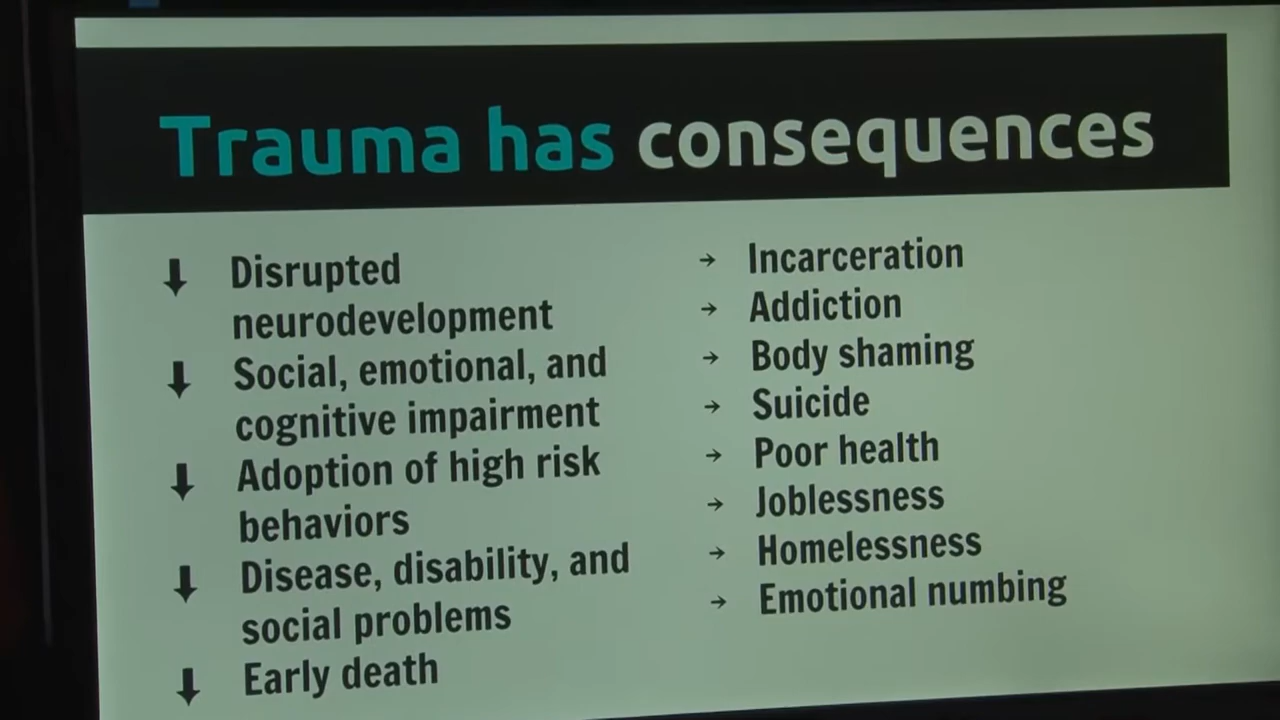 Trauma has consequences
Disrupted
neurodevelopment
Social, emotional, and
cognitive impairment
Adoption of high risk
behaviors
Disease, disability, and
social problems
Early death
Incarceration
Addiction
Body shaming
Suicide
Poor health
Joblessness
Homelessness
Emotional numbing